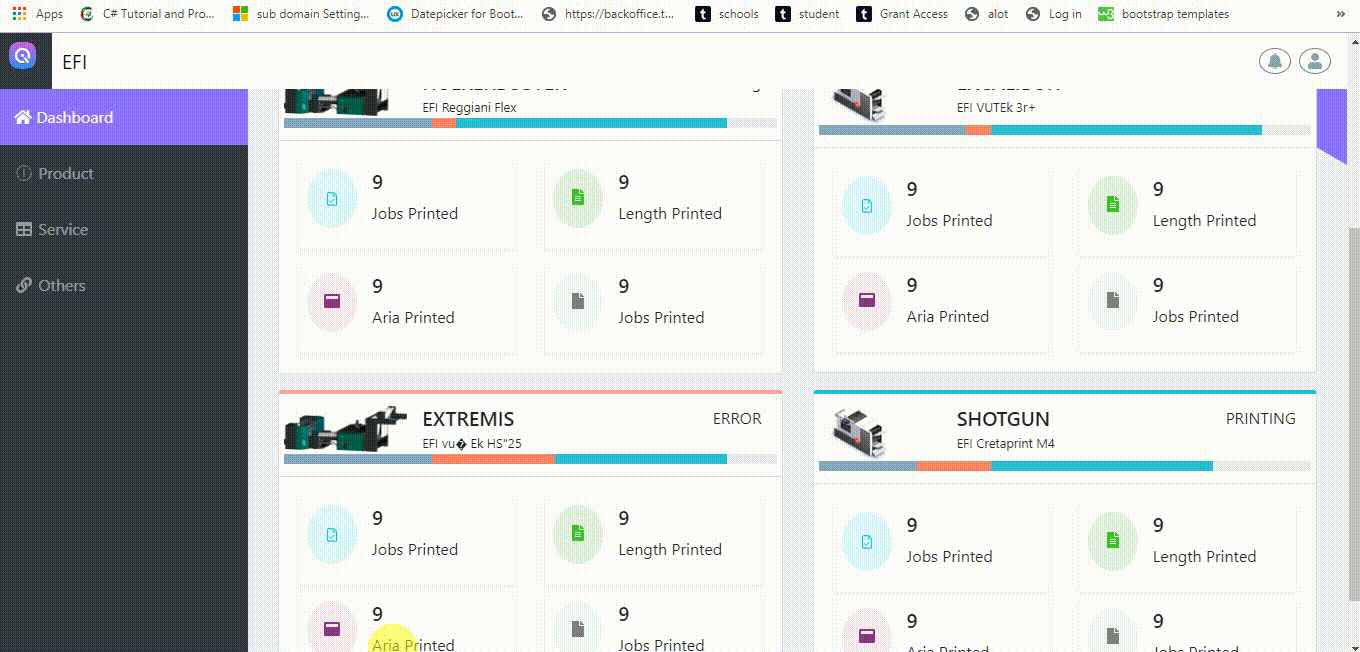 Apps
C# Tutorial and Pro...
sub domain Setting...
Datepicker for Boot...
https://backoffice.t...
schools
student
Grant Access
alot
Log in
bootstrap templates
»
EFI
Dashboard
Product
Service
Others
EFI Reggiani Flex
9
Jobs Printed
9
Length Printed
9
Aria Printed
9
Jobs Printed
EFI VUTEk 3r+
9
Jobs Printed
9
Length Printed
9
Aria Printed
9
Jobs Printed
EXTREMIS
ERROR
EFI vu� Ek HS"25
9
Jobs Printed
9
Length Printed
9
Aria Printed
9
Jobs Printed
SHOTGUN
PRINTING
EFI Cretaprint M4
9
Jobs Printed
9
Length Printed
9
Aria Printed
9
Jobs Printed